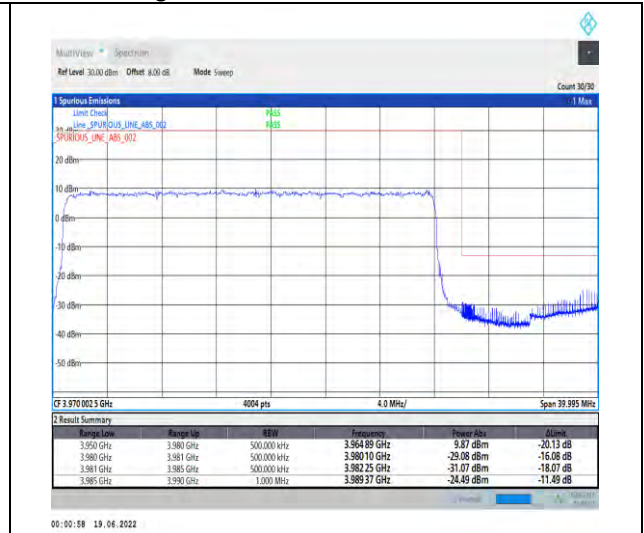 MultiView Spectrum
Ref Level 30.00 dBm Offset 8.00 dB Mode Sweep
Count 30/30
1 Spurious Emissions 1 Max
Limit Check PASS
Line _SPURIOUS_LINE_ABS_002 PASS
_SPURIOUS_LINE_ABS_002
20 dBm
10 dBm
0 dBm
-10 dBm
-20 dBm
-30 dBm
-40 dBm
-50 dBm
CF 3.970 002 5 GHz 4004 pts 4.0 MHz/ Span 39.995 MHz
2 Result Summary
Range Low Range Up RBW Frequency Power Abs ΔLimit
3.950 GHz 3.980 GHz 500.000 kHz 3.964 89 GHz 9.87 dBm -20.13 dB
3.980 GHz 3.981 GHz 500.000 kHz 3.980 10 GHz -29.08 dBm -16.08 dB
3.981 GHz 3.985 GHz 500.000 kHz 3.982 25 GHz -31.07 dBm -18.07 dB
3.985 GHz 3.990 GHz 1.000 MHz 3.989 37 GHz -24.49 dBm -11.49 dB
00:00:58 19.06.2022